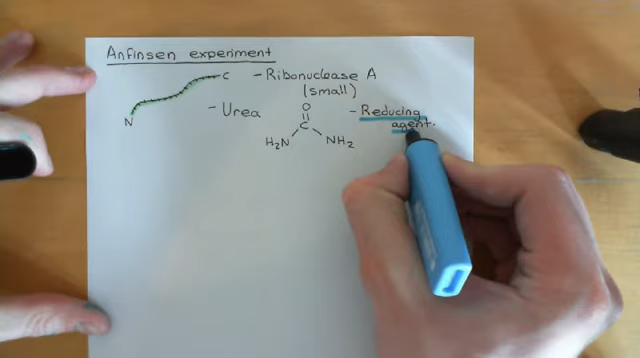 Anfinsen experiment
C - Ribonuclease A
(small)
N
- Urea
O
C
H₂N NH₂
- Reducing
agent.